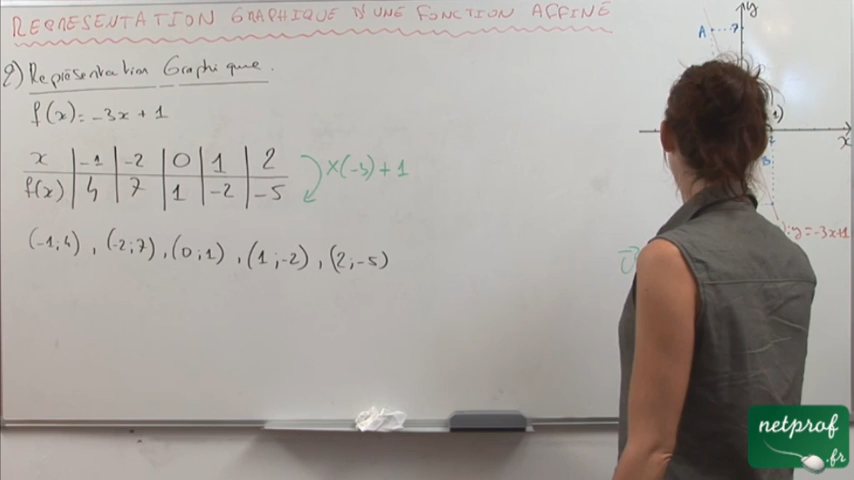 REPRESENTATION GRAPHIQUE D'UNE FONCTION AFFINE
2) Représentation Graphique.
f(x) = -3x + 1
x | -1 | -2 | 0 | 1 | 2
f(x) | 4 | 7 | 1 | -2 | -5
x(-3) + 1
(-1;4) , (-2;7) , (0;1) , (1;-2) , (2;-5)
y
A 7
x
B
y = -3x+1
netprof
.fr